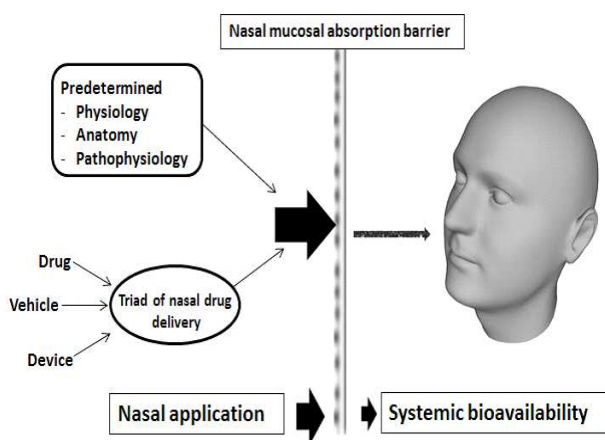 Nasal mucosal absorption barrier
Predetermined
- Physiology
- Anatomy
- Pathophysiology
Drug
Vehicle
Device
Triad of nasal drug
delivery
Nasal application
Systemic bioavailability